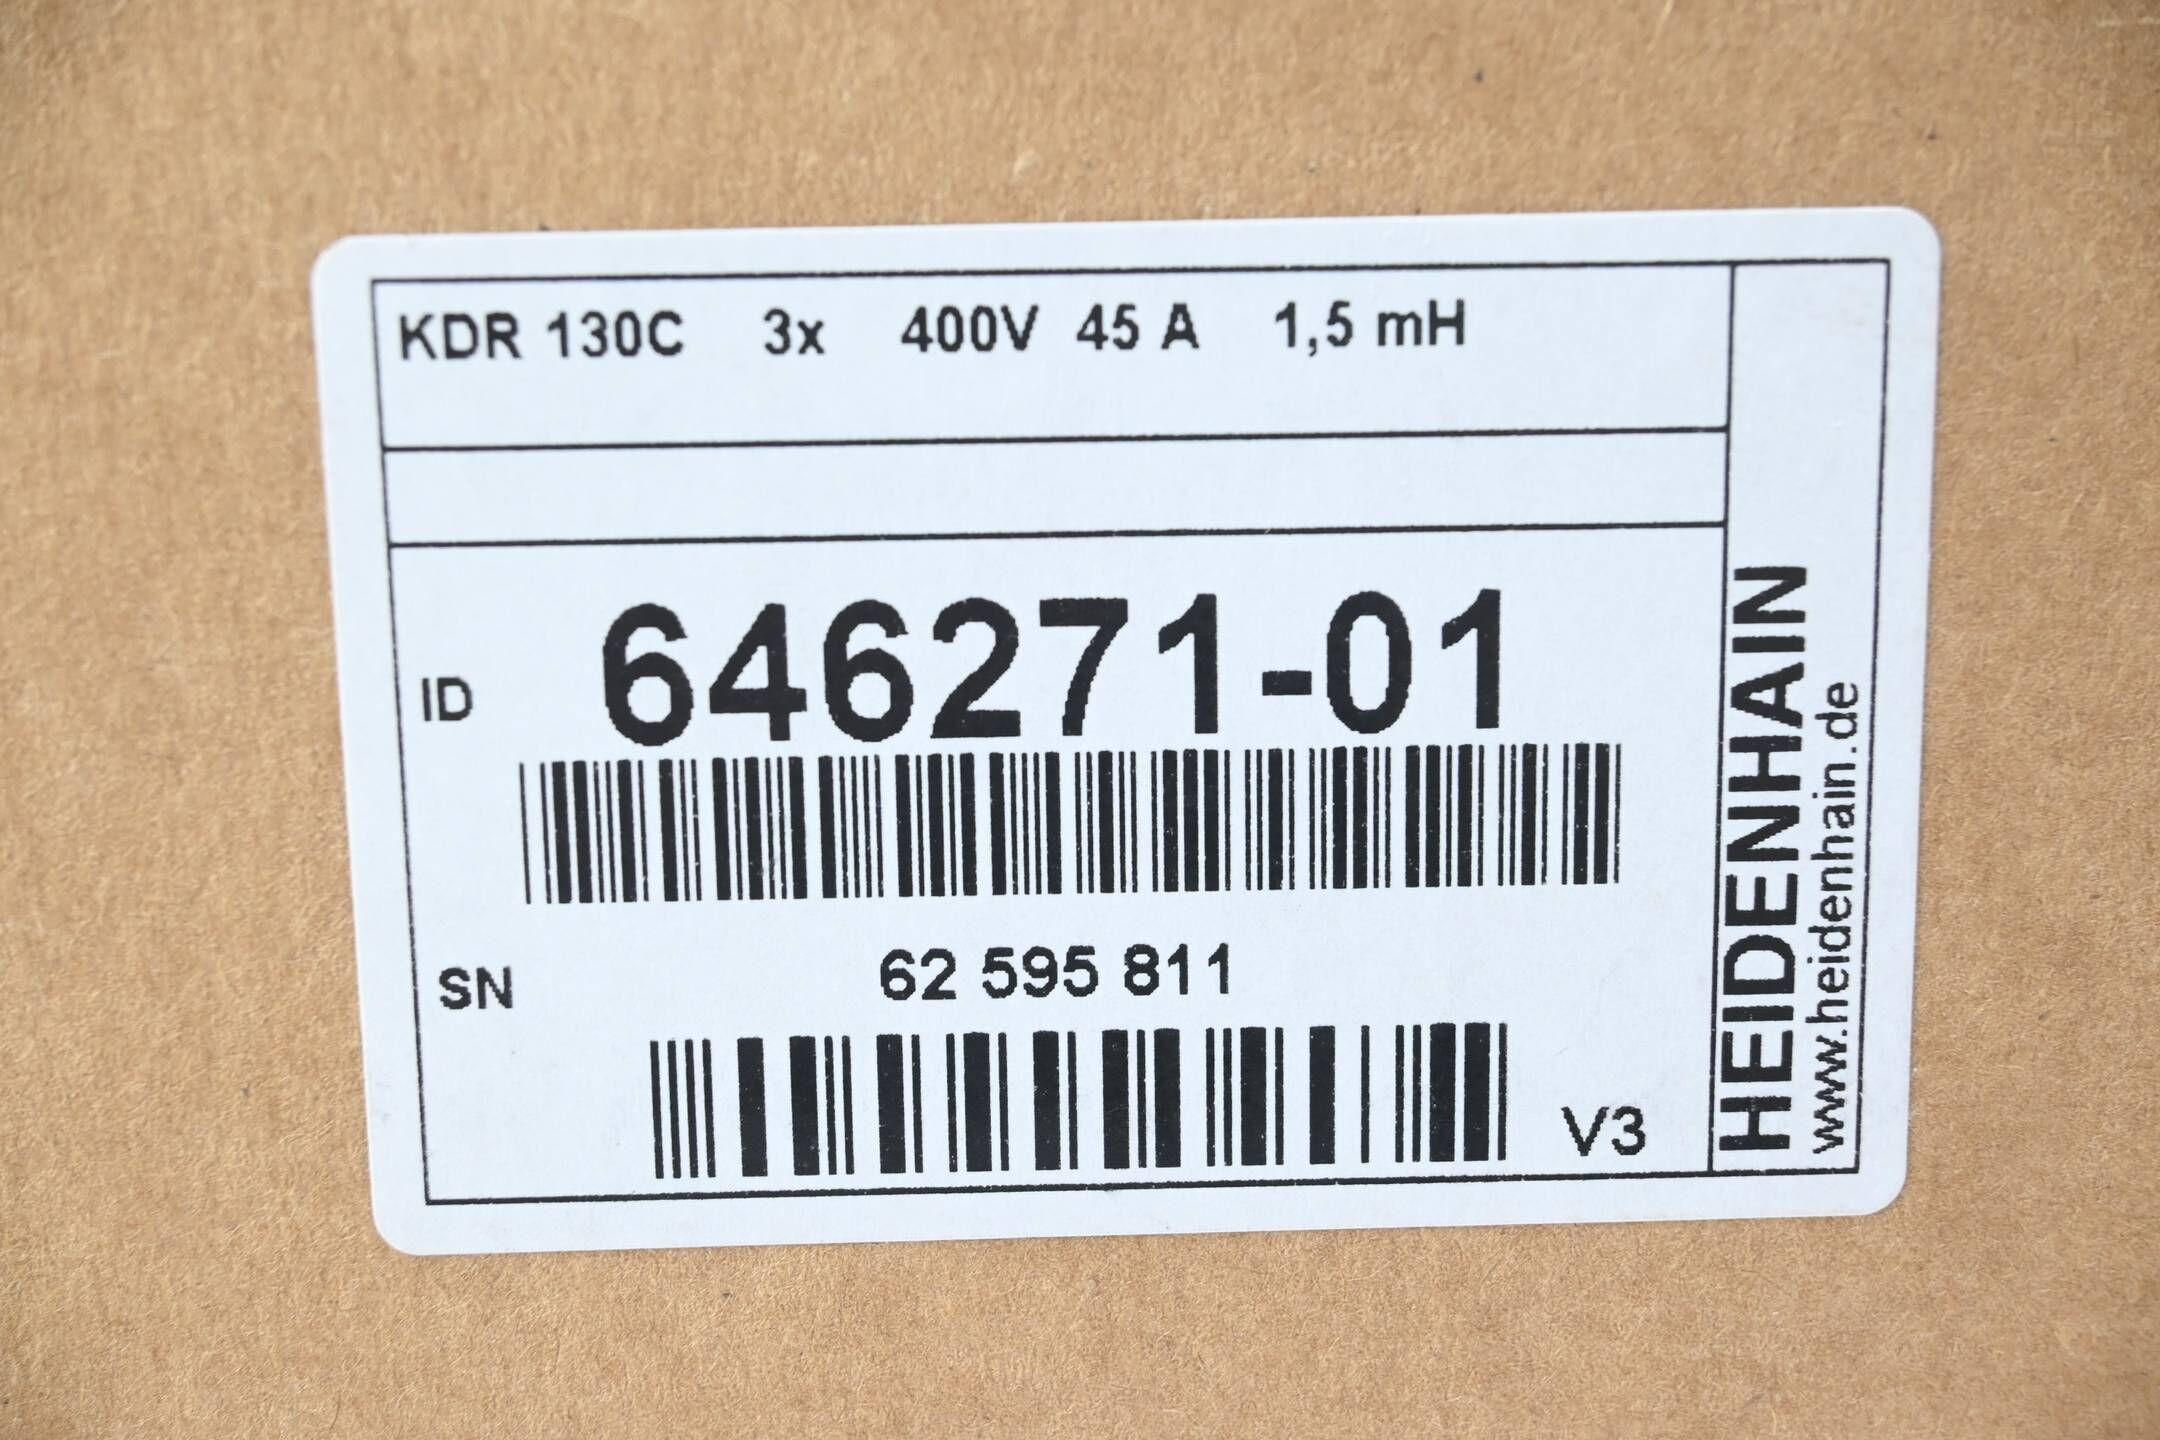 KDR 130C 3x 400V 45 A 1,5 mH
ID 646271-01
SN 62 595 811
V3
HEIDENHAIN
www.heidenhain.de